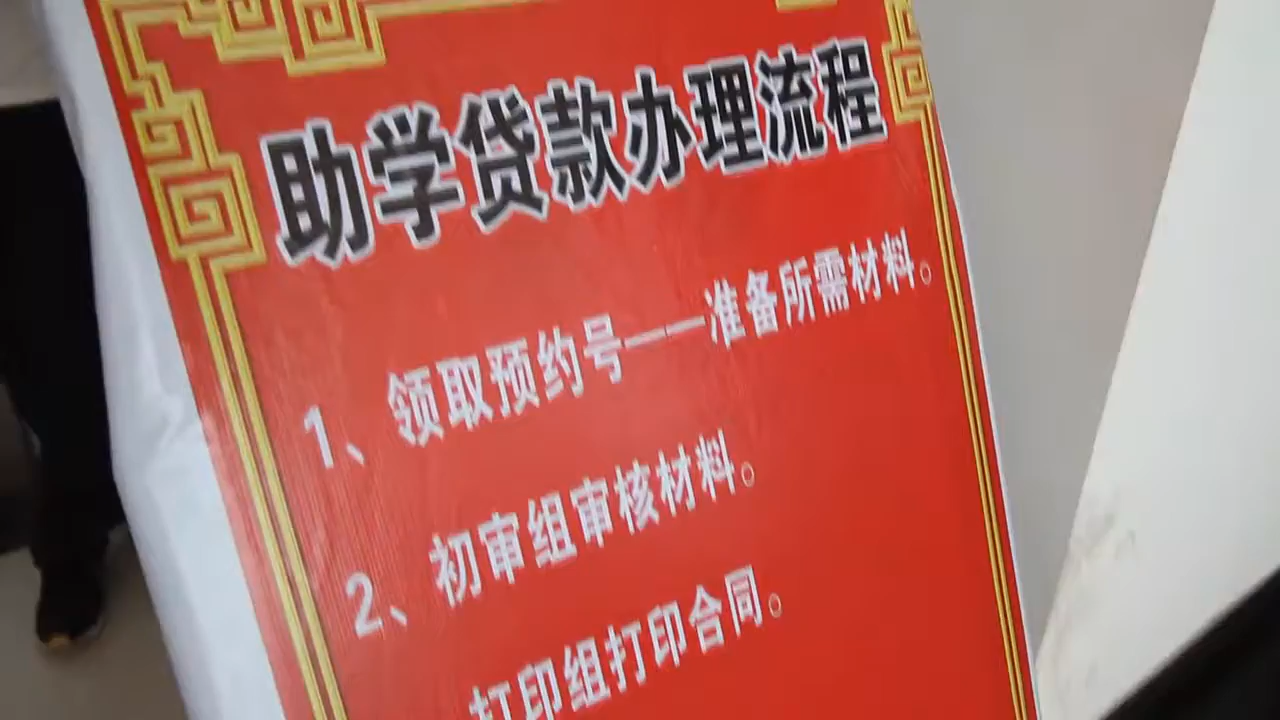 助学贷款办理流程
1、领取预约号——准备所需材料。
2、初审组审核材料。
打印组打印合同。